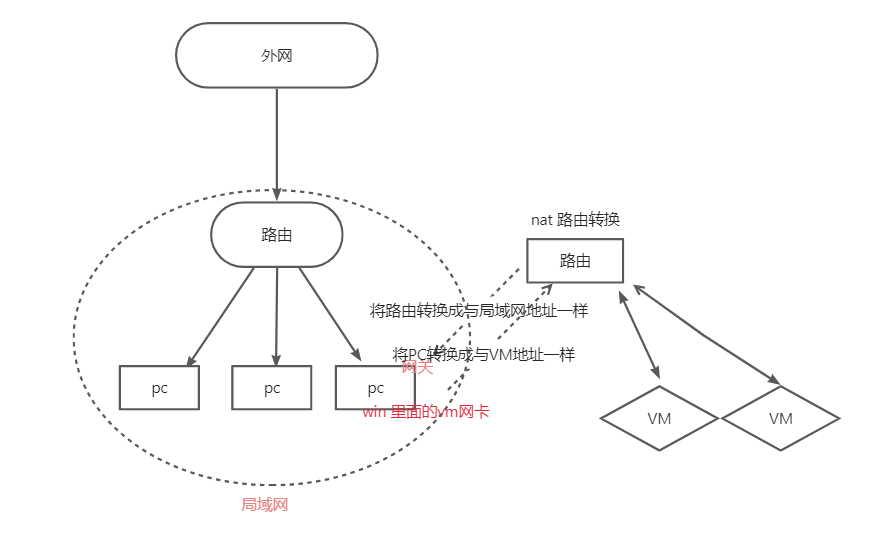 外网
nat 路由转换
路由
路由
将路由转换成与局域网地址一样
将PC转换成与VM地址一样
网关
pc
pc
pc
win 里面的vm网卡
VM
VM
局域网